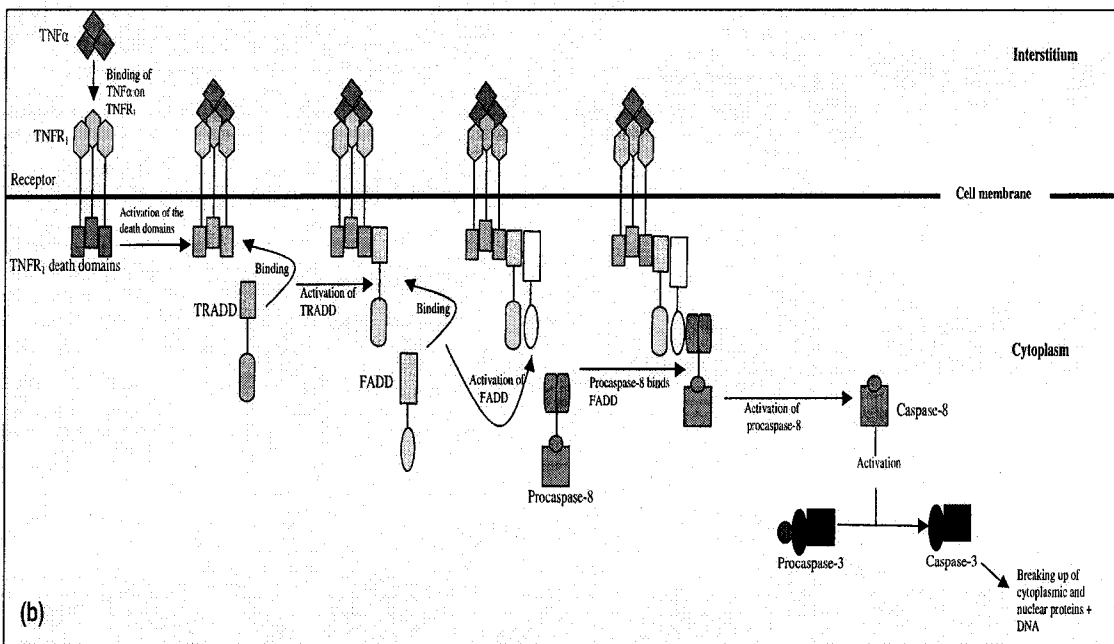 TNFα
Interstitium
Binding of
TNFα on
TNFR₁
TNFR₁
Receptor
Cell membrane
Activation of the
death domains
TNFR₁ death domains
Binding
TRADD
Activation of
TRADD
Binding
FADD
Activation of
FADD
Procaspase-8 binds
FADD
Cytoplasm
Procaspase-8
Activation of
procaspase-8
Caspase-8
Activation
Procaspase-3
Caspase-3
Breaking up of
cytoplasmic and
nuclear proteins +
DNA
(b)